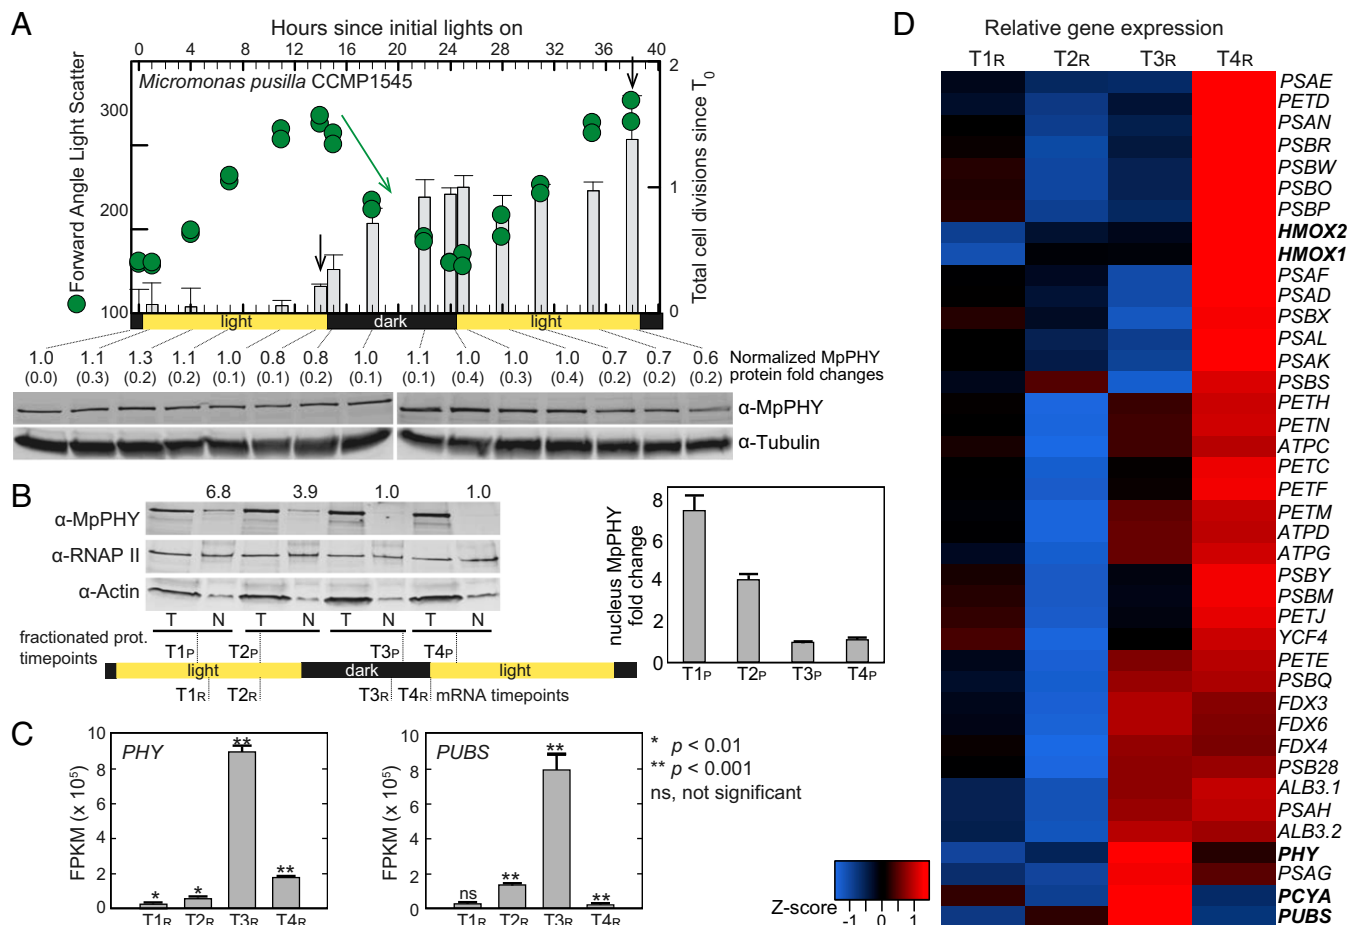 A
Hours since initial lights on
0 4 8 12 16 20 24 28 32 36 40
Micromonas pusilla CCMP1545
Forward Angle Light Scatter
300
200
100
Total cell divisions since T0
2
1
0
light dark light
1.0 1.1 1.3 1.1 1.0 0.8 0.8 1.0 1.1 1.0 1.0 1.0 0.7 0.7 0.6 Normalized MpPHY
(0.0) (0.3) (0.2) (0.2) (0.1) (0.1) (0.2) (0.1) (0.1) (0.4) (0.3) (0.4) (0.2) (0.2) (0.2) protein fold changes
α-MpPHY
α-Tubulin
B
6.8 3.9 1.0 1.0
α-MpPHY
α-RNAP II
α-Actin
T N T N T N T N
fractionated prot.
timepoints
T1P T2P T3P T4P
light dark light
T1R T2R T3R T4R mRNA timepoints
nucleus MpPHY
fold change
8
6
4
2
0
T1P T2P T3P T4P
C
PHY
FPKM (x 10⁵)
10
8
6
4
2
0
* * ** **
T1R T2R T3R T4R
PUBS
FPKM (x 10⁵)
10
8
6
4
2
0
ns ** ** **
T1R T2R T3R T4R
* p < 0.01
** p < 0.001
ns, not significant
D
Relative gene expression
T1R T2R T3R T4R
PSAE
PETD
PSAN
PSBR
PSBW
PSBO
PSBP
HMOX2
HMOX1
PSAF
PSAD
PSBX
PSAL
PSAK
PSBS
PETH
PETN
ATPC
PETC
PETF
PETM
ATPD
ATPG
PSBY
PSBM
PETJ
YCF4
PETE
PSBQ
FDX3
FDX6
FDX4
PSB28
ALB3.1
PSAH
ALB3.2
PHY
PSAG
PCYA
PUBS
Z-score
-1 0 1